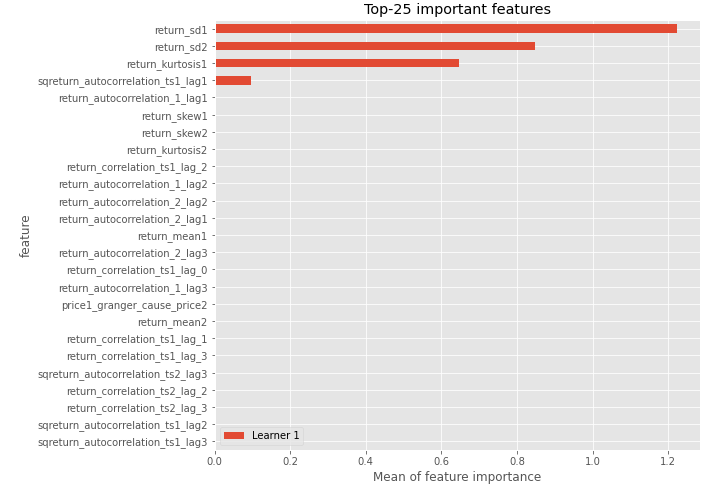 Top-25 important features
return_sd1
return_sd2
return_kurtosis1
sqreturn_autocorrelation_ts1_lag1
return_autocorrelation_1_lag1
return_skew1
return_skew2
return_kurtosis2
return_correlation_ts1_lag_2
return_autocorrelation_1_lag2
return_autocorrelation_2_lag2
return_autocorrelation_2_lag1
return_mean1
return_autocorrelation_2_lag3
return_correlation_ts1_lag_0
return_autocorrelation_1_lag3
price1_granger_cause_price2
return_mean2
return_correlation_ts1_lag_1
return_correlation_ts1_lag_3
sqreturn_autocorrelation_ts2_lag3
return_correlation_ts2_lag_2
return_correlation_ts2_lag_3
sqreturn_autocorrelation_ts1_lag2
sqreturn_autocorrelation_ts1_lag3
feature
Learner 1
0.0 0.2 0.4 0.6 0.8 1.0 1.2
Mean of feature importance